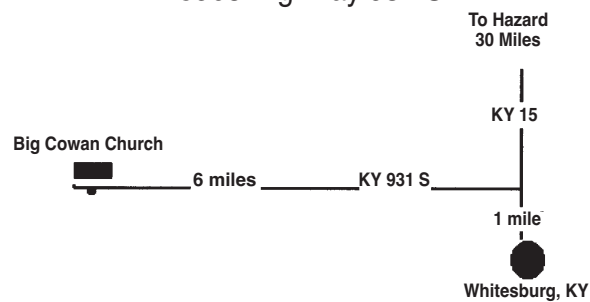 To Hazard
30 Miles
KY 15
Big Cowan Church
6 miles
KY 931 S
1 mile
Whitesburg, KY